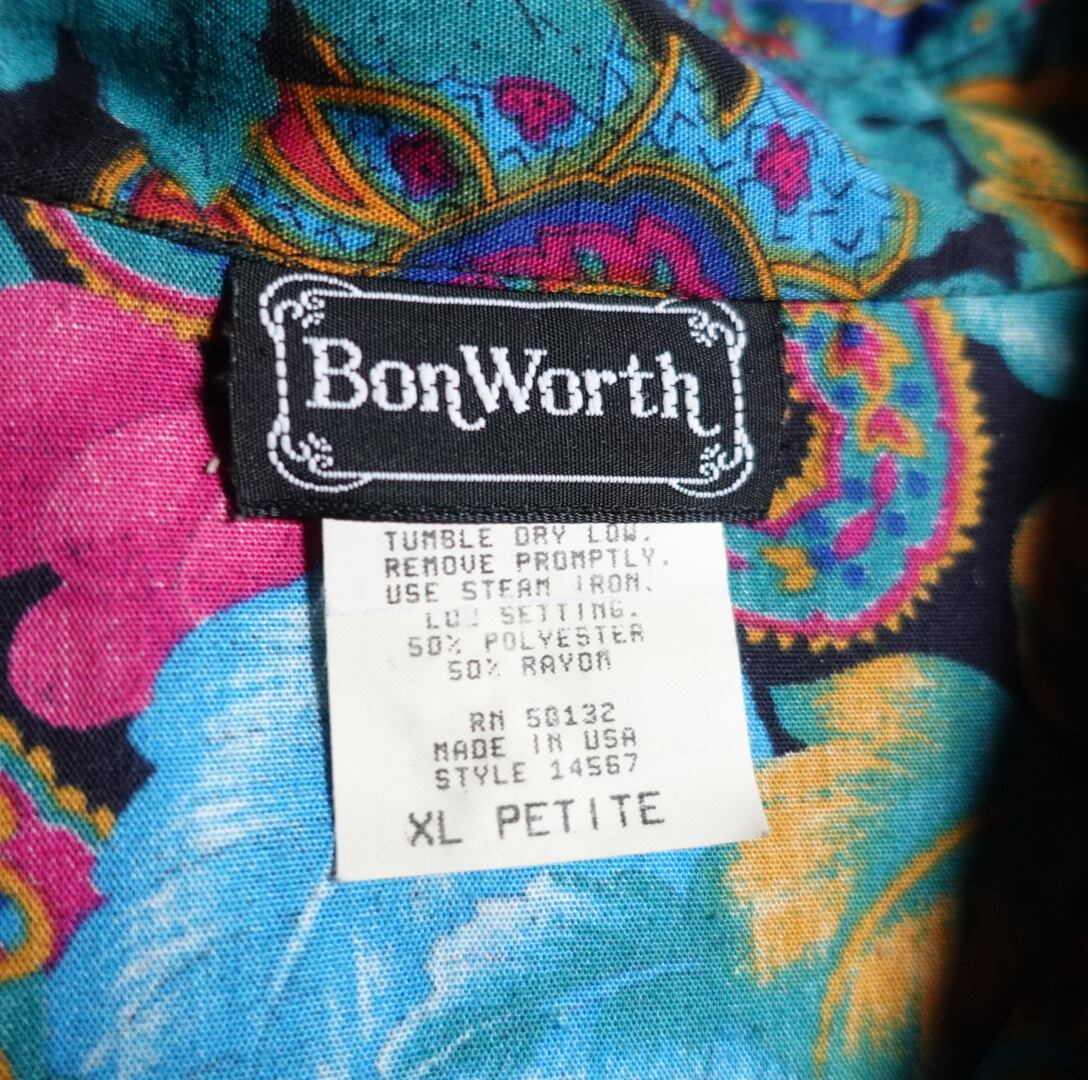 BonWorth
TUMBLE DRY LOW.
REMOVE PROMPTLY.
USE STEAM IRON.
LOW SETTING.
50% POLYESTER
50% RAYON
RN 50132
MADE IN USA
STYLE 14567
XL PETITE